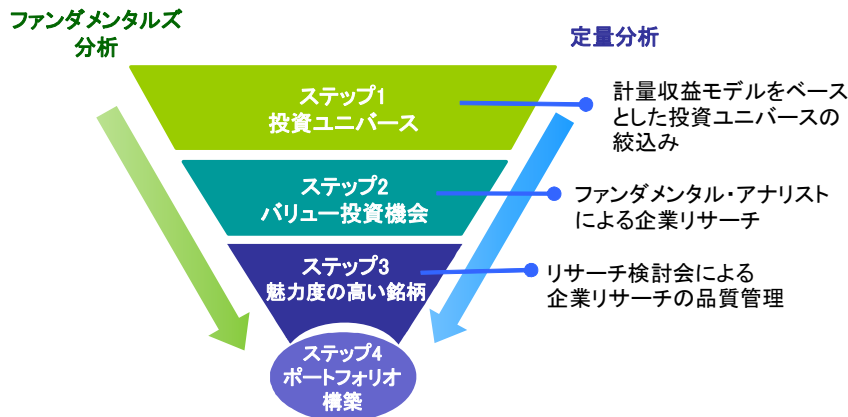 ファンダメンタルズ
分析
定量分析
ステップ1
投資ユニバース
計量収益モデルをベース
とした投資ユニバースの
絞込み
ステップ2
バリュー投資機会
ファンダメンタル・アナリスト
による企業リサーチ
ステップ3
魅力度の高い銘柄
リサーチ検討会による
企業リサーチの品質管理
ステップ4
ポートフォリオ
構築